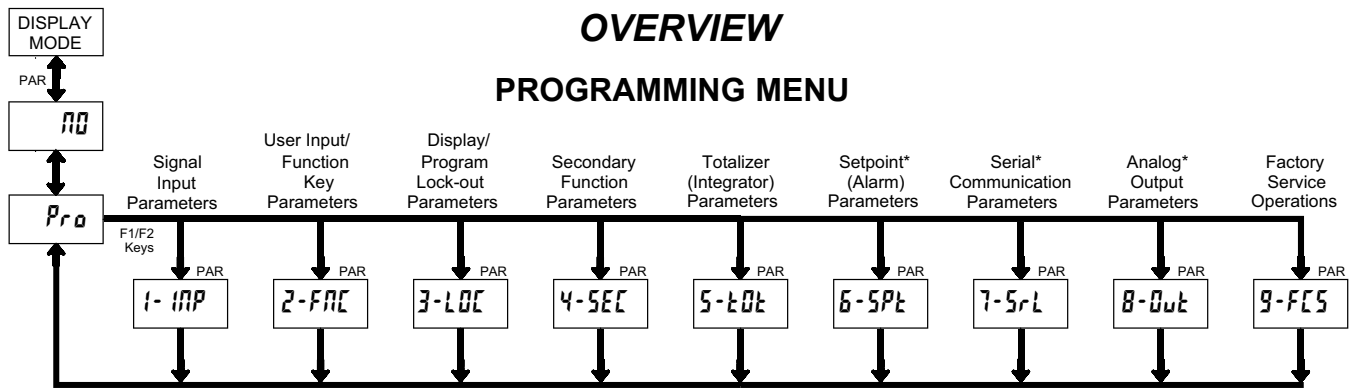 DISPLAY
MODE
OVERVIEW
PAR
PROGRAMMING MENU
NO
Pro
F1/F2
Keys
Signal
Input
Parameters
User Input/
Function
Key
Parameters
Display/
Program
Lock-out
Parameters
Secondary
Function
Parameters
Totalizer
(Integrator)
Parameters
Setpoint*
(Alarm)
Parameters
Serial*
Communication
Parameters
Analog*
Output
Parameters
Factory
Service
Operations
PAR PAR PAR PAR PAR PAR PAR PAR PAR
1-INP 2-FNC 3-LOC 4-SEC 5-tOt 6-SPt 7-SrL 8-Out 9-FCS